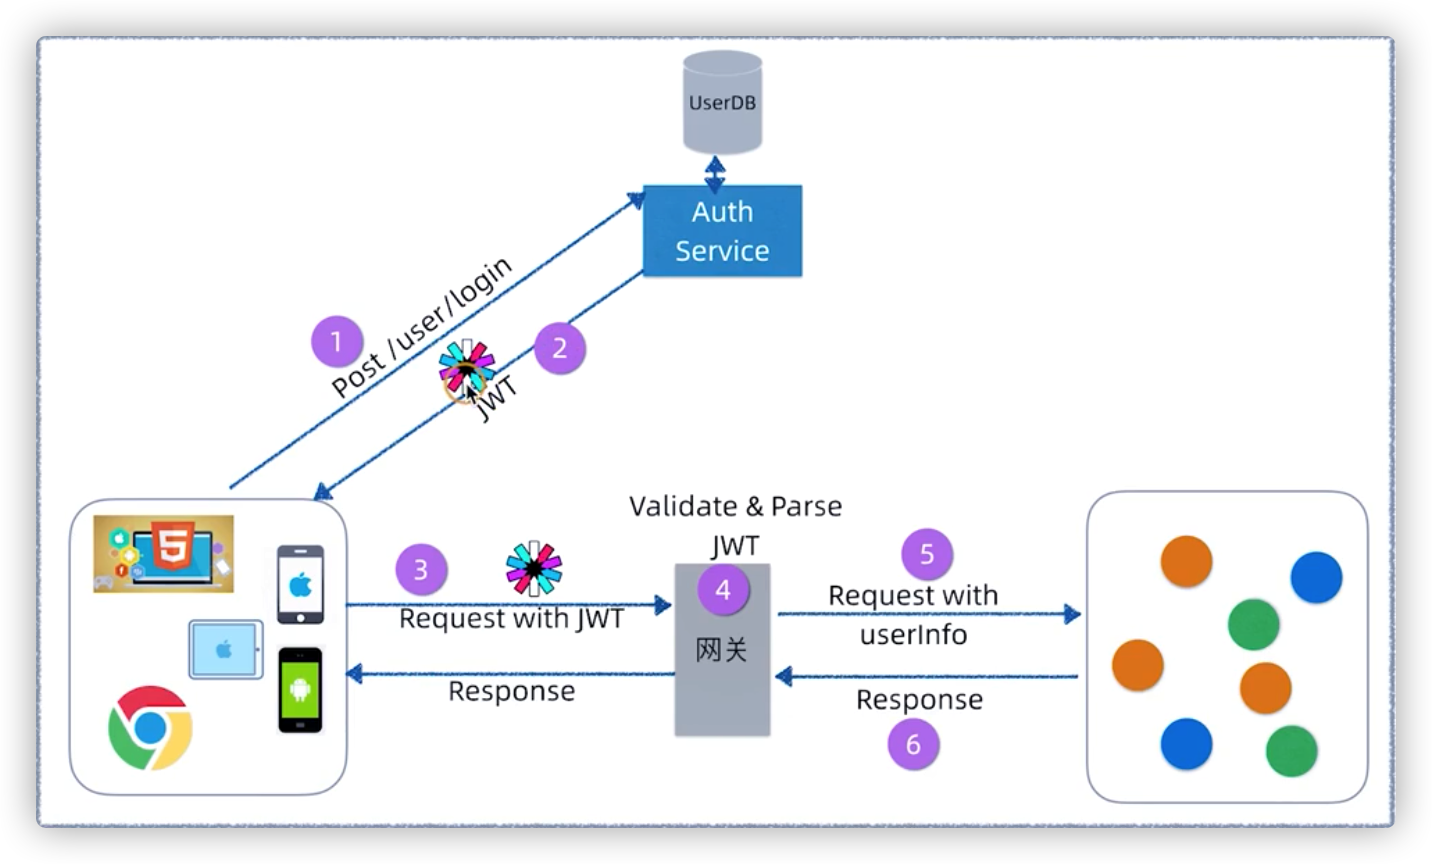 UserDB
Auth
Service
1
Post /user/login
2
JWT
Validate & Parse
JWT
3
Request with JWT
4
网关
5
Request with
userInfo
Response
Response
6
5